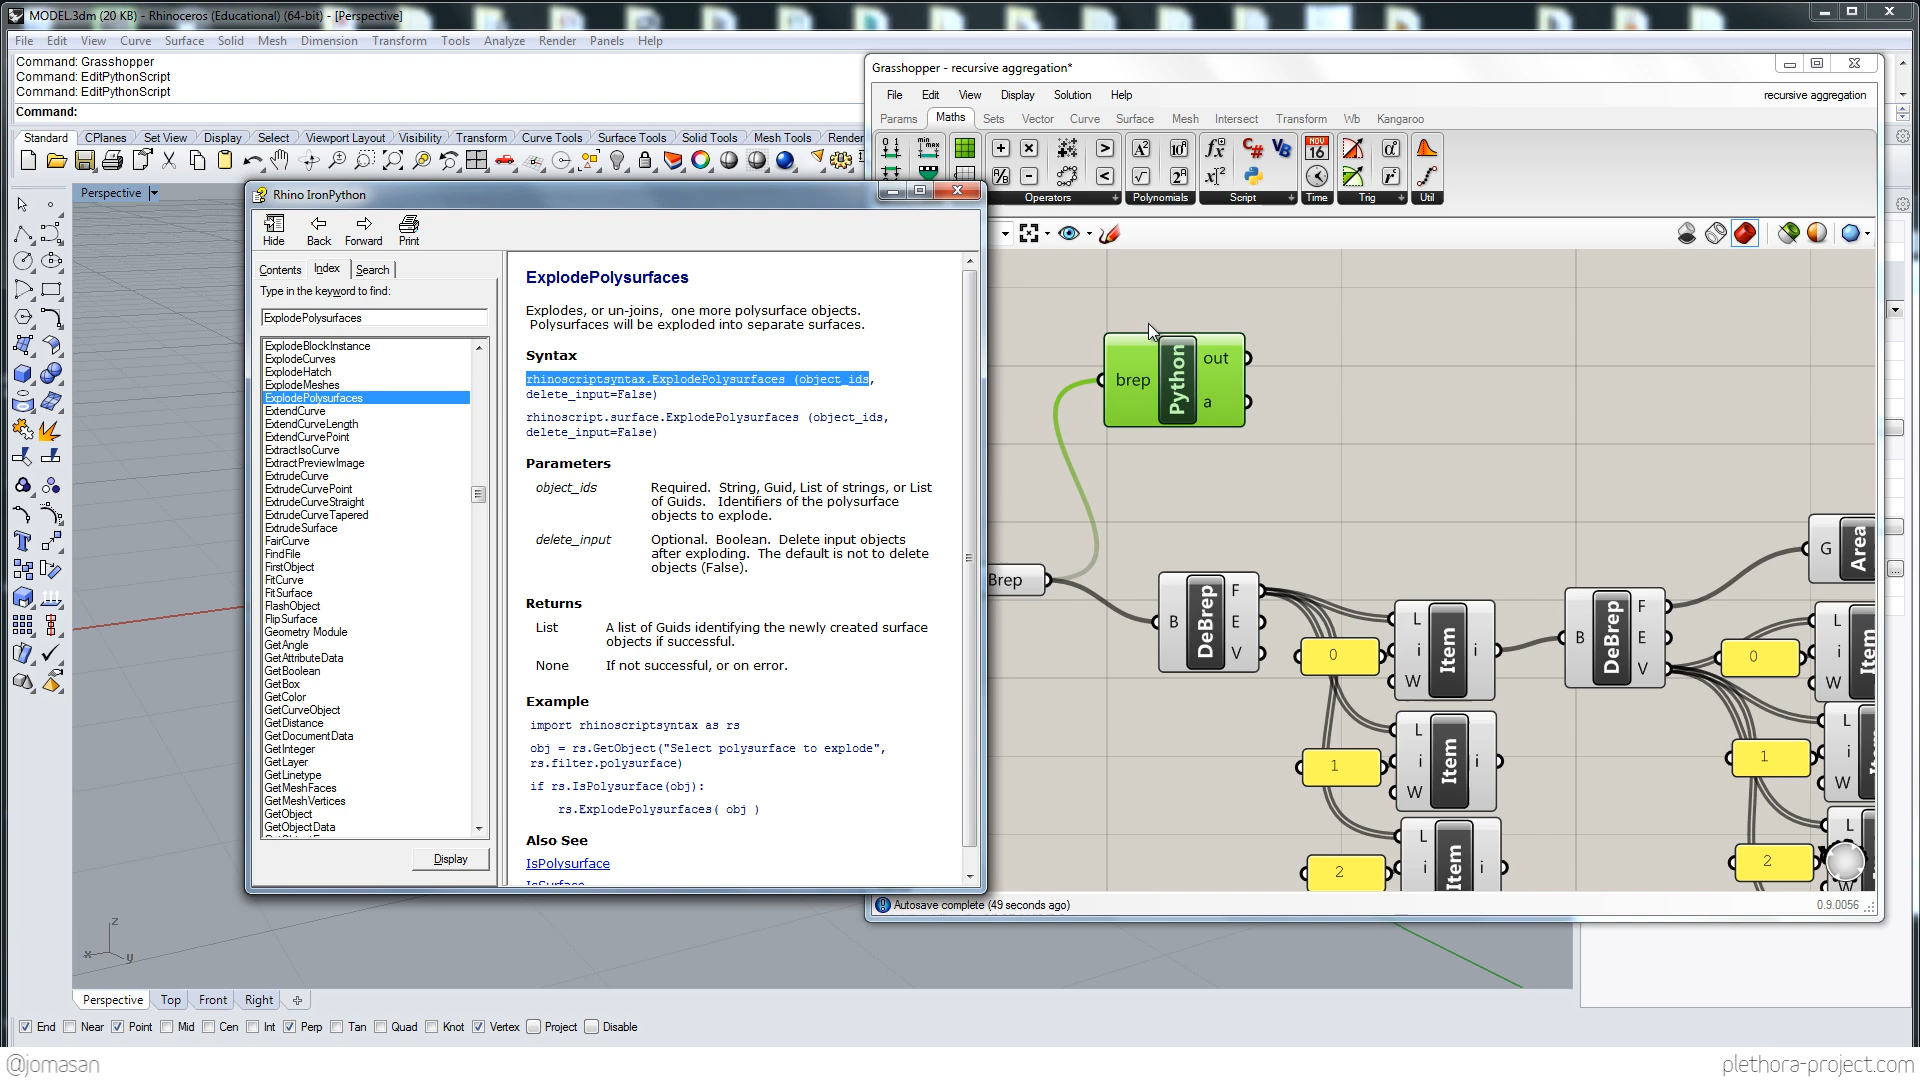 MODEL.3dm (20 KB) - Rhinoceros (Educational) (64-bit) - [Perspective]
File Edit View Curve Surface Solid Mesh Dimension Transform Tools Analyze Render Panels Help
Command: Grasshopper
Command: EditPythonScript
Command: EditPythonScript
Command:
Standard CPlanes Set View Display Select Viewport Layout Visibility Transform Curve Tools Surface Tools Solid Tools Mesh Tools Render
Perspective
Rhino IronPython
Hide Back Forward Print
Contents Index Search
Type in the keyword to find:
ExplodePolysurfaces
ExplodeBlockInstance
ExplodeCurves
ExplodeHatch
ExplodeMeshes
ExplodePolysurfaces
ExtendCurve
ExtendCurveLength
ExtendCurvePoint
ExtractIsoCurve
ExtractPreviewImage
ExtrudeCurve
ExtrudeCurvePoint
ExtrudeCurveStraight
ExtrudeCurveTapered
ExtrudeSurface
FairCurve
FindFile
FirstObject
FitCurve
FitSurface
FlashObject
FlipSurface
Geometry Module
GetAngle
GetAttributeData
GetBoolean
GetBox
GetColor
GetCurveObject
GetDistance
GetDocumentData
GetInteger
GetLayer
GetLinetype
GetMeshFaces
GetMeshVertices
GetObject
GetObjectData
Display
ExplodePolysurfaces
Explodes, or un-joins, one more polysurface objects.
Polysurfaces will be exploded into separate surfaces.
Syntax
rhinoscriptsyntax.ExplodePolysurfaces (object_ids,
delete_input=False)
rhinoscript.surface.ExplodePolysurfaces (object_ids,
delete_input=False)
Parameters
object_ids Required. String, Guid, List of strings, or List
of Guids. Identifiers of the polysurface
objects to explode.
delete_input Optional. Boolean. Delete input objects
after exploding. The default is not to delete
objects (False).
Returns
List A list of Guids identifying the newly created surface
objects if successful.
None If not successful, or on error.
Example
import rhinoscriptsyntax as rs
obj = rs.GetObject("Select polysurface to explode",
rs.filter.polysurface)
if rs.IsPolysurface(obj):
rs.ExplodePolysurfaces( obj )
Also See
IsPolysurface
IsSurface
Grasshopper - recursive aggregation*
File Edit View Display Solution Help recursive aggregation
Params Maths Sets Vector Curve Surface Mesh Intersect Transform Wb Kangaroo
Operators Polynomials Script Time Trig Util
NOV
16
brep Python out
a
Brep
B DeBrep F
E
V
0
L
i
W
Item i
1
L
i
W
Item i
2
L
i
Item i
B DeBrep F
E
V
G Area
0
L
i
W
Item
1
L
i
W
2
L
W
Autosave complete (49 seconds ago) 0.9.0056
z
x
y
Perspective Top Front Right
End Near Point Mid Cen Int Perp Tan Quad Knot Vertex Project Disable
@jomasan
plethora-project.com